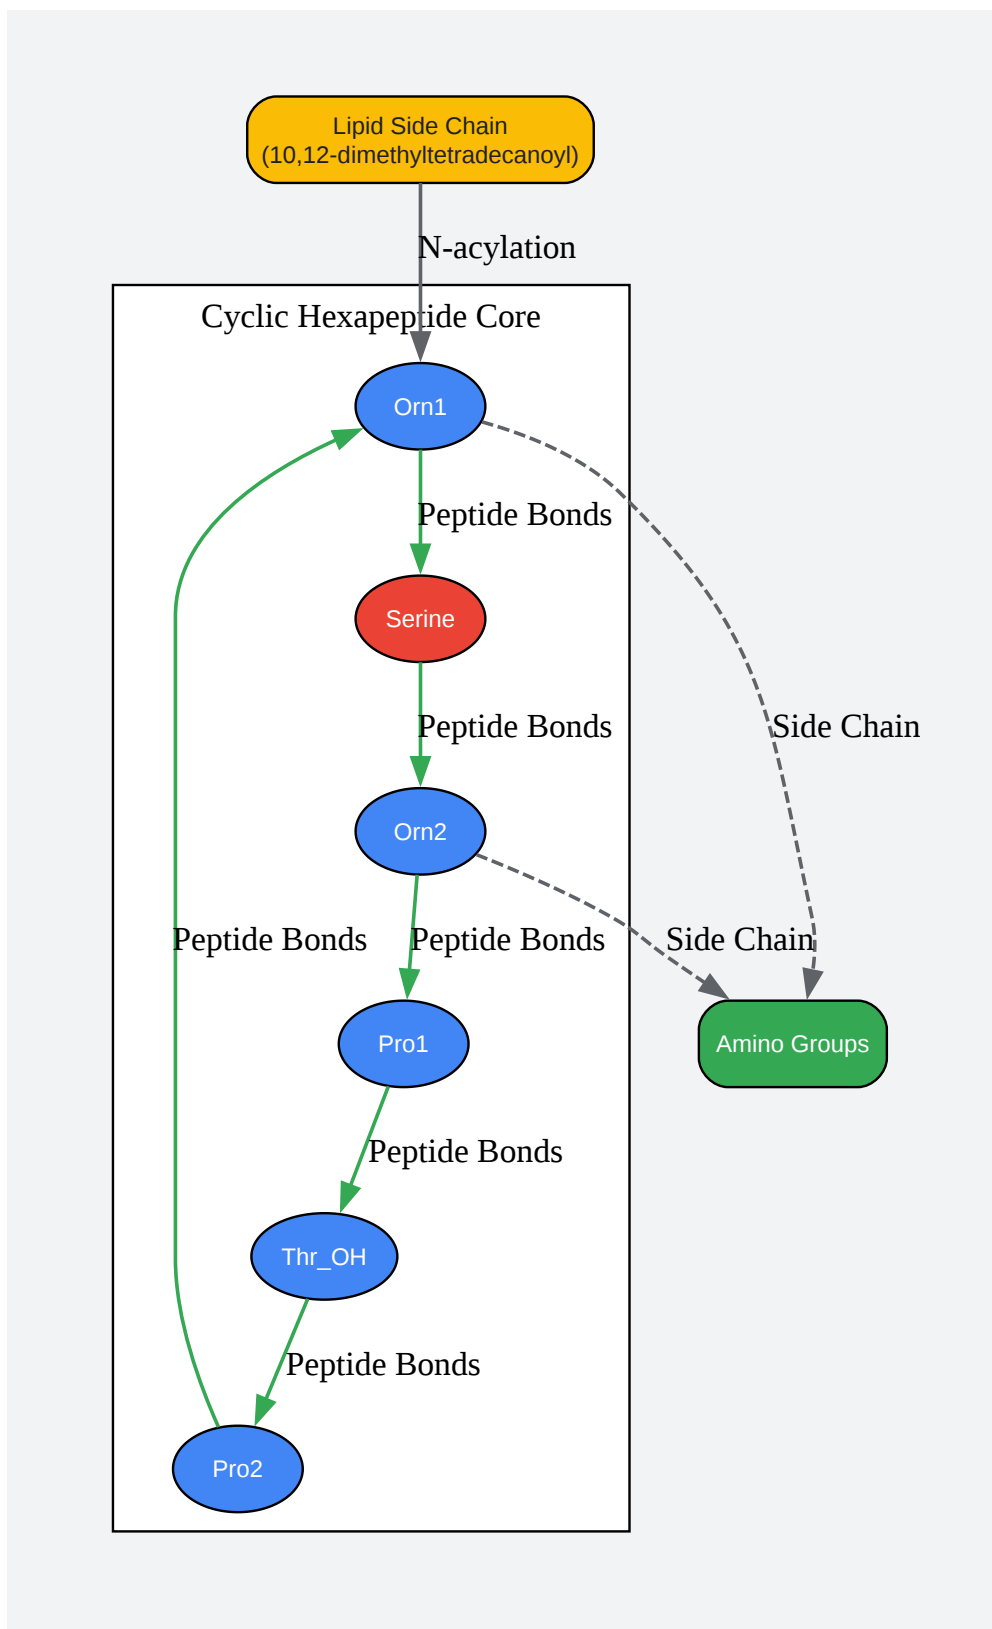 Lipid Side Chain
(10,12-dimethyltetradecanoyl)
N-acylation
Cyclic Hexapeptide Core
Orn1
Peptide Bonds
Serine
Peptide Bonds
Side Chain
Orn2
Peptide Bonds
Peptide Bonds
Side Chain
Pro1
Amino Groups
Peptide Bonds
Thr_OH
Peptide Bonds
Pro2